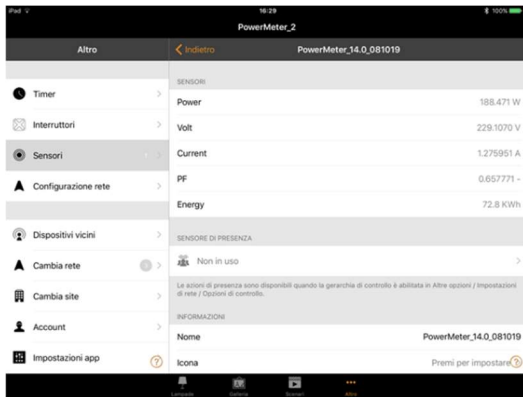 iPad
16:29
100%
PowerMeter_2
Altro
Indietro
PowerMeter_14.0_081019
Timer
Interruttori
Sensori
Configurazione rete
Dispositivi vicini
Cambia rete
Cambia site
Account
Impostazioni app
?
SENSORI
Power 188.471 W
Volt 229.1070 V
Current 1.275951 A
PF 0.657771 -
Energy 72.8 KWh
SENSORE DI PRESENZA
Non in uso
Le azioni di presenza sono disponibili quando la gerarchia di controllo è abilitata in Altre opzioni / Impostazioni
di rete / Opzioni di controllo.
INFORMAZIONI
Nome PowerMeter_14.0_081019
Icona Premi per impostare
?
Lampade
Galleria
Scenari
Altro